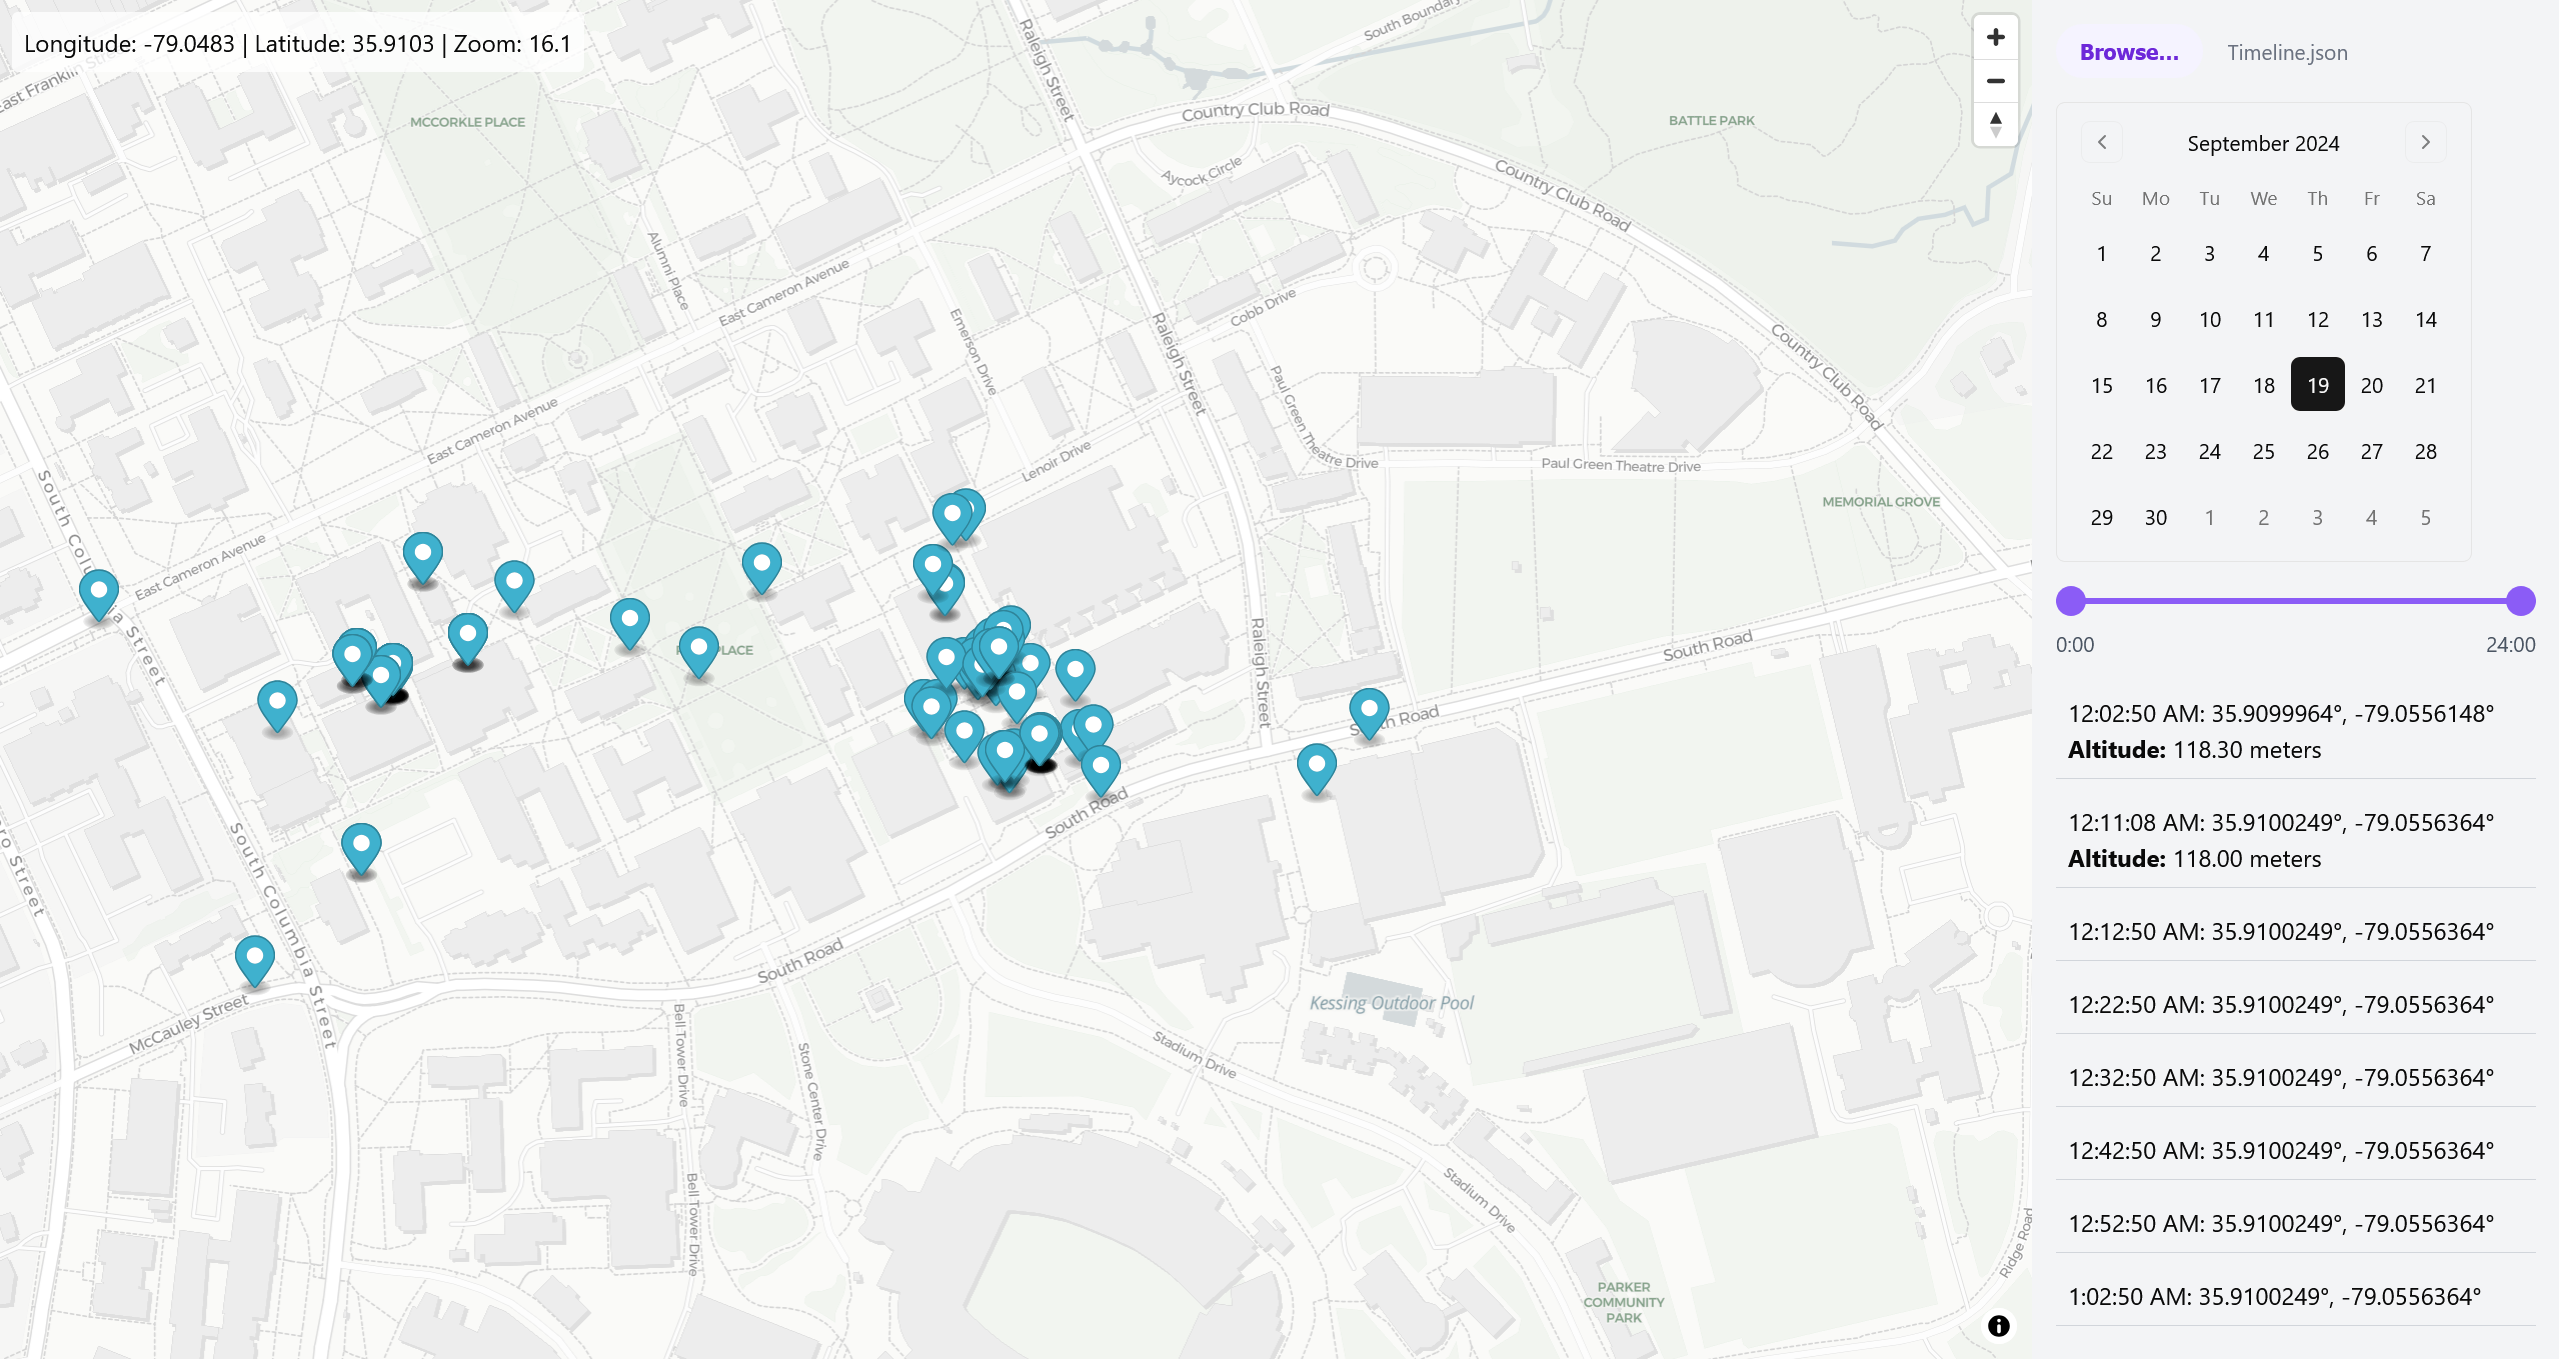 Longitude: -79.0483 | Latitude: 35.9103 | Zoom: 16.1
East Franklin Str
MCCORKLE PLACE
Raleigh Street
South Boundary
Country Club Road
BATTLE PARK
Aycock Circle
Country Club Road
Alumni Place
East Cameron Avenue
Emerson Drive
Cobb Drive
Raleigh Street
Country Club Road
Paul Green Theatre Drive
East Cameron Avenue
Lenoir Drive
Paul Green Theatre Drive
MEMORIAL GROVE
South Columbia Street
East Cameron Avenue
PLACE
Raleigh Street
South Road
South Road
South Road
South Columbia Street
South Road
McCauley Street
Kessing Outdoor Pool
Bell Tower Drive
Stone Center Drive
Stadium Drive
Bell Tower Drive
Stadium Drive
Ridge Road
PARKER
COMMUNITY
PARK
Browse...
Timeline.json
September 2024
Su Mo Tu We Th Fr Sa
1 2 3 4 5 6 7
8 9 10 11 12 13 14
15 16 17 18 19 20 21
22 23 24 25 26 27 28
29 30 1 2 3 4 5
0:00 24:00
12:02:50 AM: 35.9099964°, -79.0556148°
Altitude: 118.30 meters
12:11:08 AM: 35.9100249°, -79.0556364°
Altitude: 118.00 meters
12:12:50 AM: 35.9100249°, -79.0556364°
12:22:50 AM: 35.9100249°, -79.0556364°
12:32:50 AM: 35.9100249°, -79.0556364°
12:42:50 AM: 35.9100249°, -79.0556364°
12:52:50 AM: 35.9100249°, -79.0556364°
1:02:50 AM: 35.9100249°, -79.0556364°